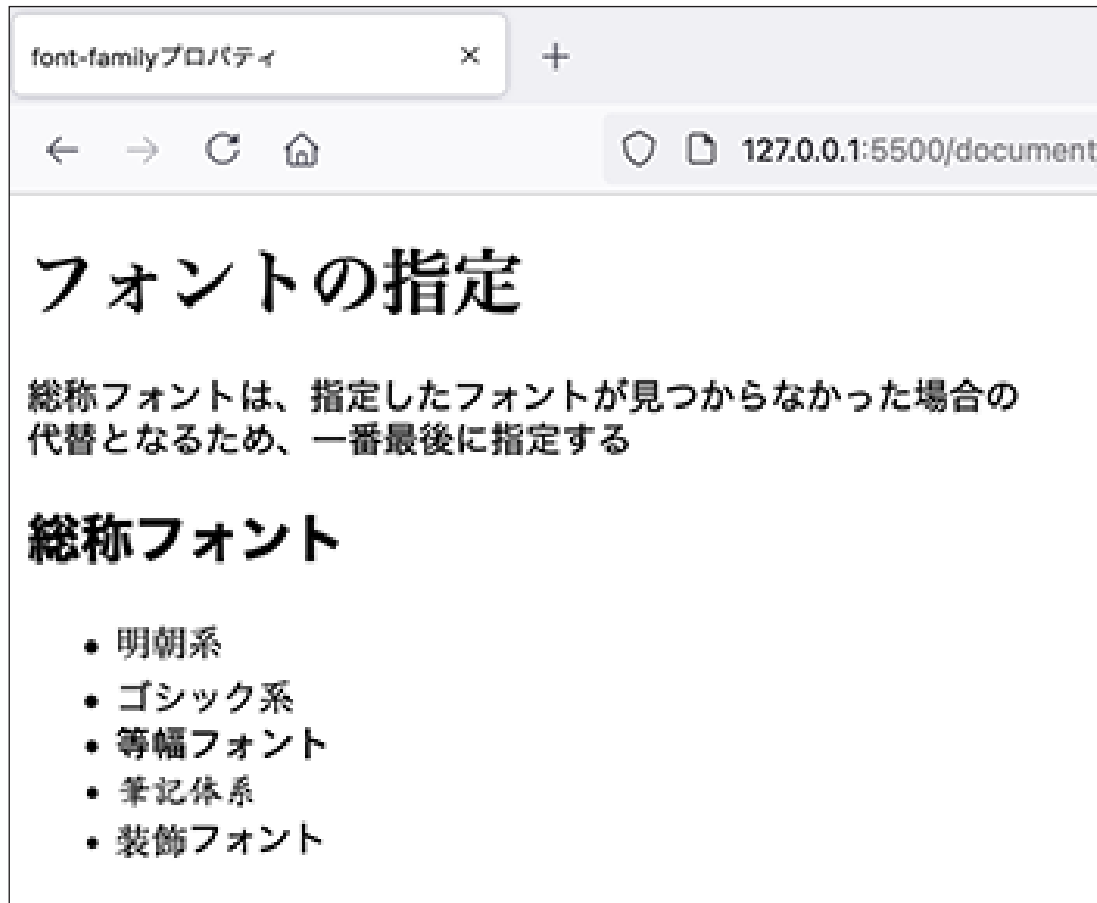 font-familyプロパティ
127.0.0.1:5500/document
フォントの指定
総称フォントは、指定したフォントが見つからなかった場合の
代替となるため、一番最後に指定する
総称フォント
明朝系
ゴシック系
等幅フォント
筆記体系
装飾フォント